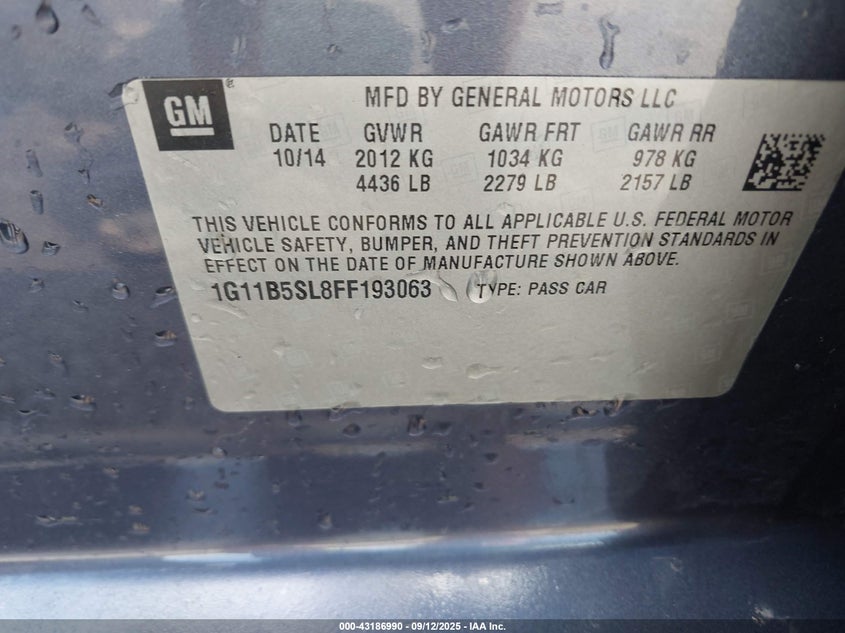 GM
MFD BY GENERAL MOTORS LLC
DATE GVWR GAWR FRT GAWR RR
10/14 2012 KG 1034 KG 978 KG
4436 LB 2279 LB 2157 LB
THIS VEHICLE CONFORMS TO ALL APPLICABLE U.S. FEDERAL MOTOR
VEHICLE SAFETY, BUMPER, AND THEFT PREVENTION STANDARDS IN
EFFECT ON THE DATE OF MANUFACTURE SHOWN ABOVE.
1G11B5SL8FF193063 TYPE: PASS CAR
000-43186990 - 09/12/2025 - IAA Inc.